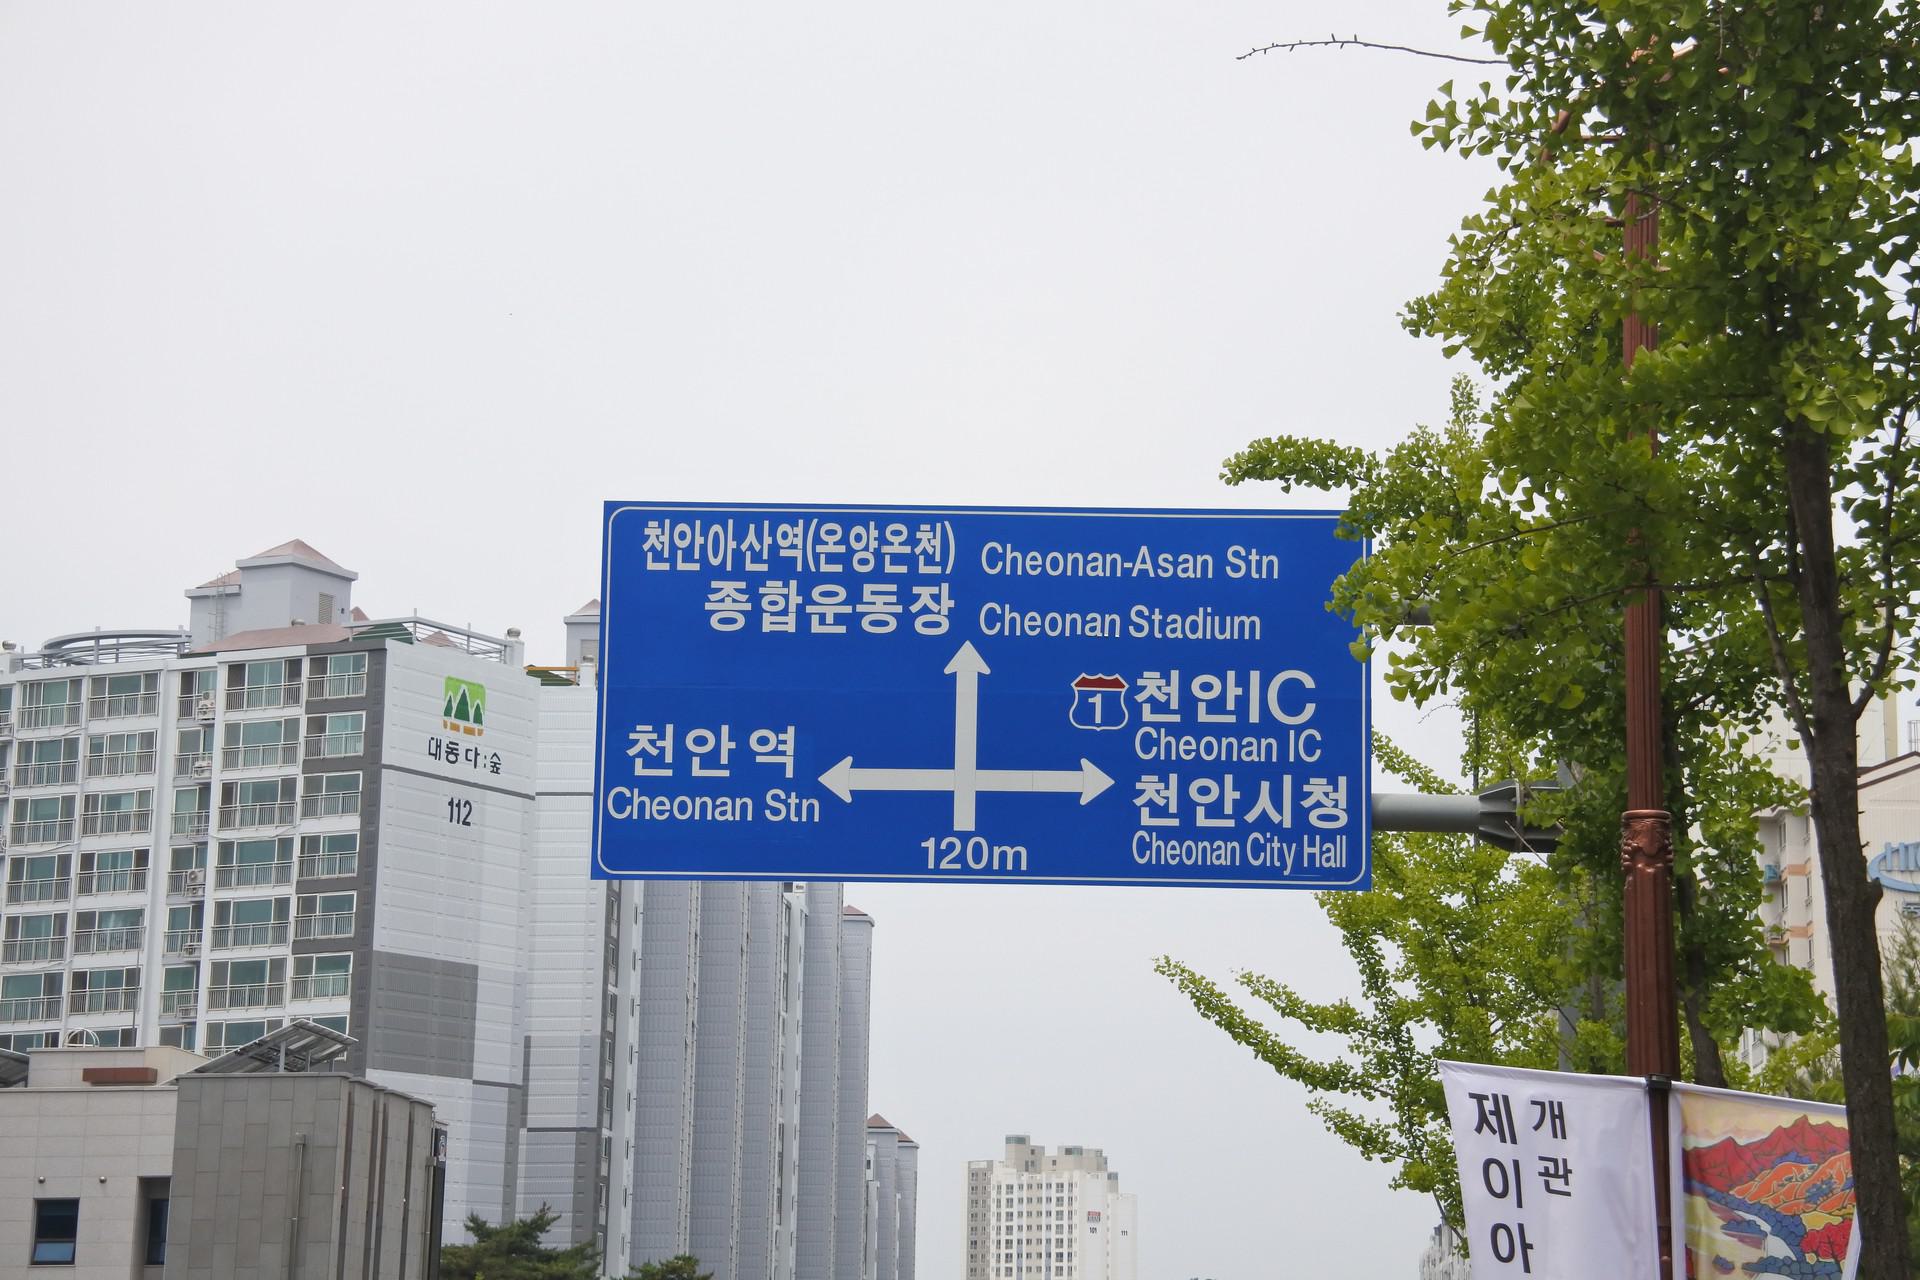 천안아산역(온양온천) Cheonan-Asan Stn
종합운동장 Cheonan Stadium
1 천안IC
Cheonan IC
천안역
Cheonan Stn
천안시청
Cheonan City Hall
120m
대동다:숲
112
개관
제이아
101
111